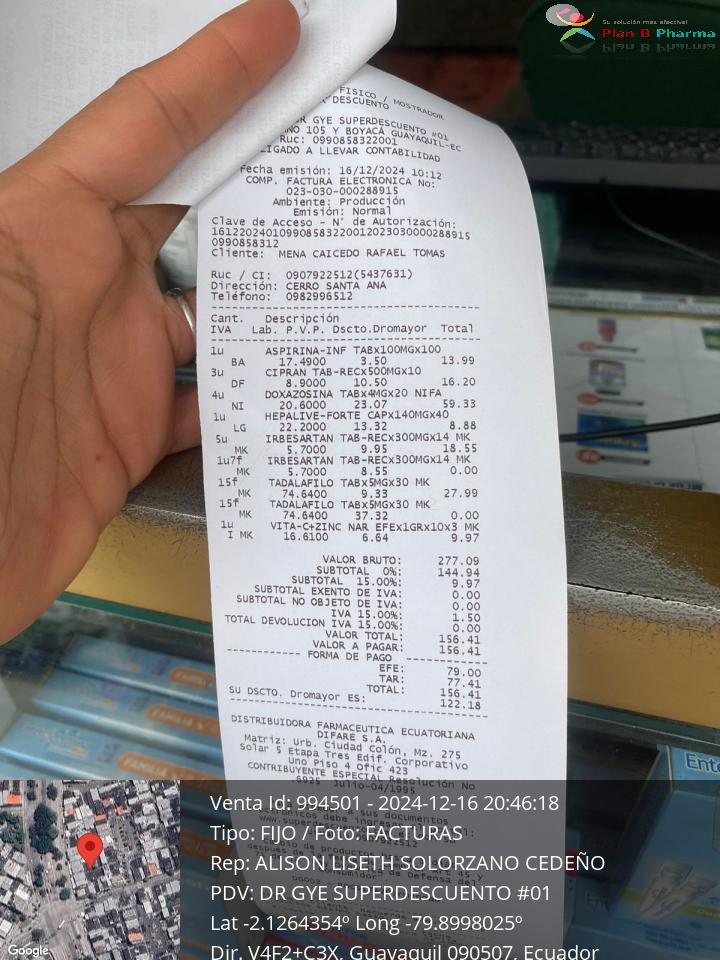 Su solución mas efectiva!
Plan B Pharma
FISICO / MOSTRADOR
DESCUENTO
DR GYE SUPERDESCUENTO #01
NO 105 Y BOYACA GUAYAQUIL-EC
Ruc: 0990858322001
LIGADO A LLEVAR CONTABILIDAD
Fecha emisión: 16/12/2024 10:12
COMP. FACTURA ELECTRONICA No:
023-030-000288915
Ambiente: Producción
Emisión: Normal
Clave de Acceso - N° de Autorización:
161220240109908583220012023030000288915
0990858312
Cliente: MENA CAICEDO RAFAEL TOMAS
Ruc / CI: 0907922512(5437631)
Dirección: CERRO SANTA ANA
Teléfono: 0982996512
Cant. Descripción
IVA Lab. P.V.P. Dscto.Dromayor Total
1u ASPIRINA-INF TABx100MGx100
BA 17.4900 3.50 13.99
3u CIPRAN TAB-RECx500MGx10
DF 8.9000 10.50 16.20
4u DOXAZOSINA TABx4MGx20 NIFA
NI 20.6000 23.07 59.33
1u HEPALIVE-FORTE CAPx140MGx40
LG 22.2000 13.32 8.88
5u IRBESARTAN TAB-RECx300MGx14 MK
MK 5.7000 9.95 18.55
1u7f IRBESARTAN TAB-RECx300MGx14 MK
MK 5.7000 8.55 0.00
15f TADALAFILO TABx5MGx30 MK
MK 74.6400 9.33 27.99
15f TADALAFILO TABx5MGx30 MK
MK 74.6400 37.32 0.00
1u VITA-C+ZINC NAR EFEx1GRx10x3 MK
I MK 16.6100 6.64 9.97
VALOR BRUTO: 277.09
SUBTOTAL 0%: 144.94
SUBTOTAL 15.00%: 9.97
SUBTOTAL EXENTO DE IVA: 0.00
SUBTOTAL NO OBJETO DE IVA: 0.00
IVA 15.00%: 1.50
TOTAL DEVOLUCION IVA 15.00%: 0.00
VALOR TOTAL: 156.41
VALOR A PAGAR: 156.41
FORMA DE PAGO
EFE: 79.00
TAR: 77.41
TOTAL: 156.41
SU DSCTO. Dromayor ES: 122.18
DISTRIBUIDORA FARMACEUTICA ECUATORIANA
DIFARE S.A.
Matriz: Urb. Ciudad Colón, Mz. 275
Solar 5 Etapa Tres Edif. Corporativo
Uno Piso 4 Ofic 423
CONTRIBUYENTE ESPECIAL Resolución No
6925 Julio-04/1995
Venta Id: 994501 - 2024-12-16 20:46:18
Tipo: FIJO / Foto: FACTURAS
Rep: ALISON LISETH SOLORZANO CEDEÑO
PDV: DR GYE SUPERDESCUENTO #01
Lat -2.1264354º Long -79.8998025º
Dir. V4F2+C3X, Guayaquil 090507, Ecuador
Google